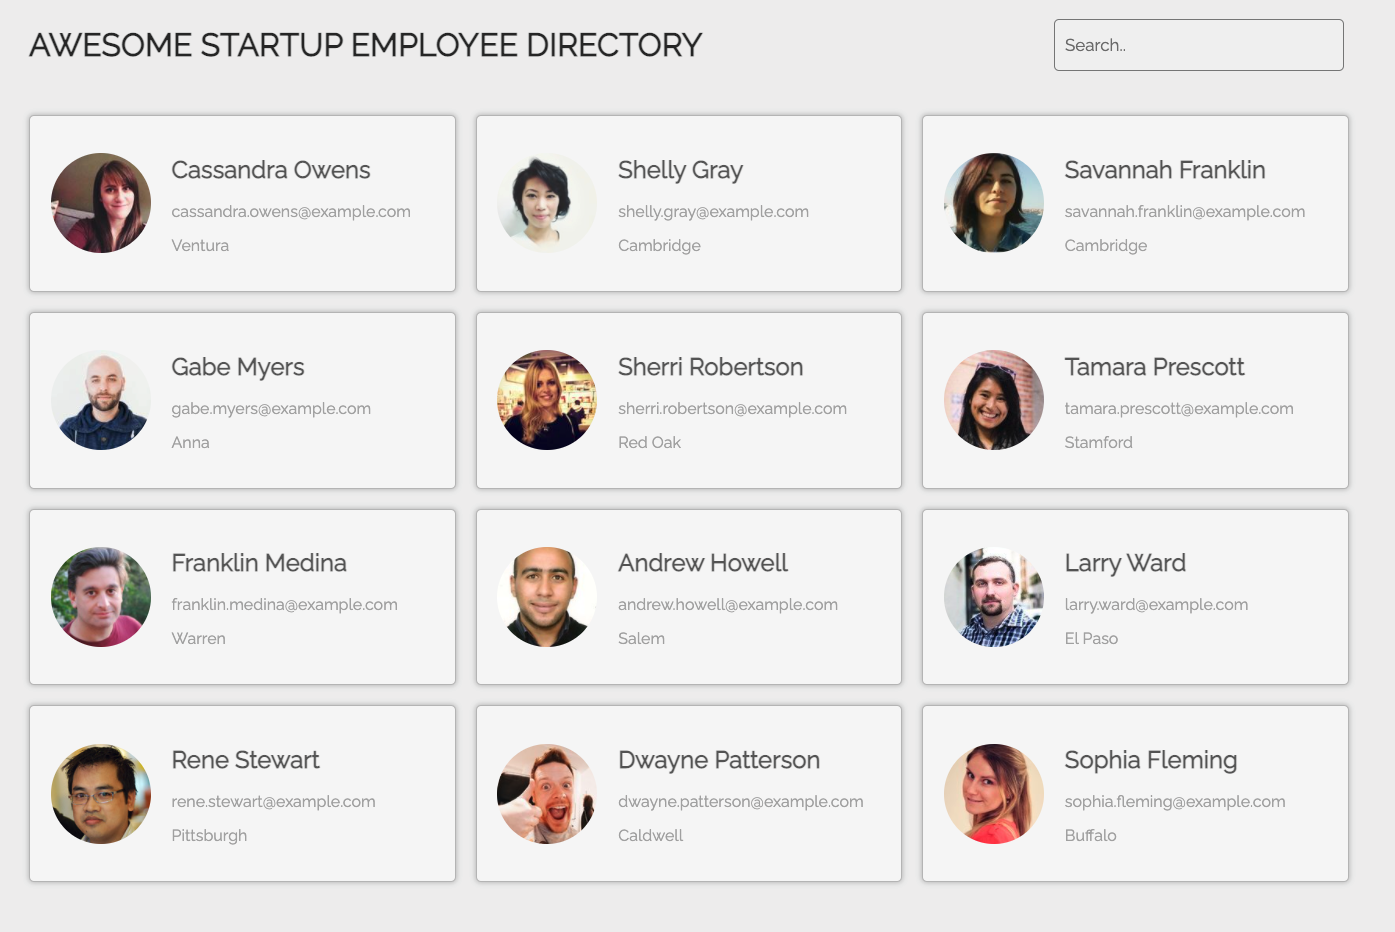 AWESOME STARTUP EMPLOYEE DIRECTORY
Search..
Cassandra Owens
cassandra.owens@example.com
Ventura
Shelly Gray
shelly.gray@example.com
Cambridge
Savannah Franklin
savannah.franklin@example.com
Cambridge
Gabe Myers
gabe.myers@example.com
Anna
Sherri Robertson
sherri.robertson@example.com
Red Oak
Tamara Prescott
tamara.prescott@example.com
Stamford
Franklin Medina
franklin.medina@example.com
Warren
Andrew Howell
andrew.howell@example.com
Salem
Larry Ward
larry.ward@example.com
El Paso
Rene Stewart
rene.stewart@example.com
Pittsburgh
Dwayne Patterson
dwayne.patterson@example.com
Caldwell
Sophia Fleming
sophia.fleming@example.com
Buffalo